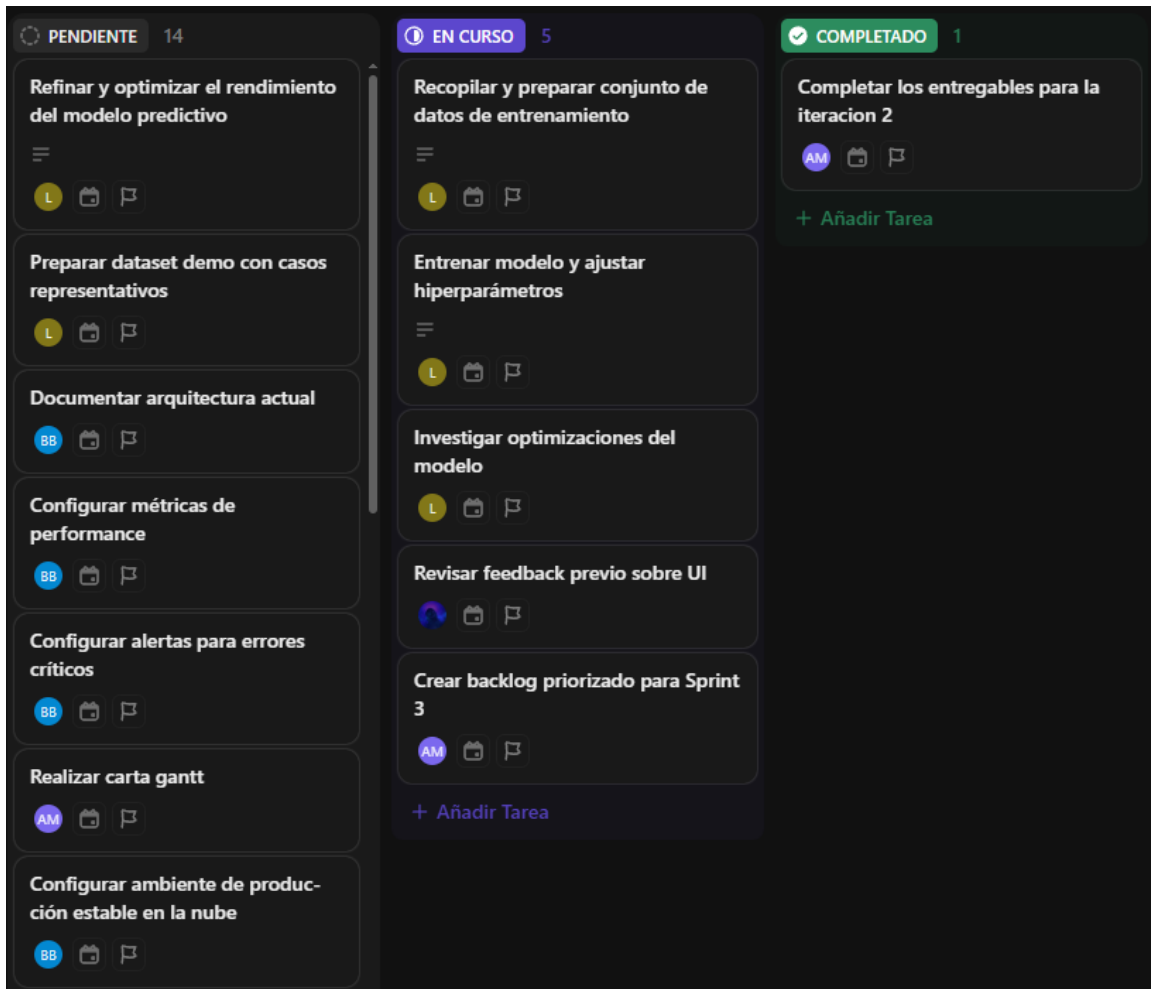 PENDIENTE 14
Refinar y optimizar el rendimiento
del modelo predictivo
L
Preparar dataset demo con casos
representativos
L
Documentar arquitectura actual
BB
Configurar métricas de
performance
BB
Configurar alertas para errores
críticos
BB
Realizar carta gantt
AM
Configurar ambiente de produc-
ción estable en la nube
BB
EN CURSO 5
Recopilar y preparar conjunto de
datos de entrenamiento
L
Entrenar modelo y ajustar
hiperparámetros
L
Investigar optimizaciones del
modelo
L
Revisar feedback previo sobre UI
Crear backlog priorizado para Sprint
3
AM
+ Añadir Tarea
COMPLETADO 1
Completar los entregables para la
iteracion 2
AM
+ Añadir Tarea